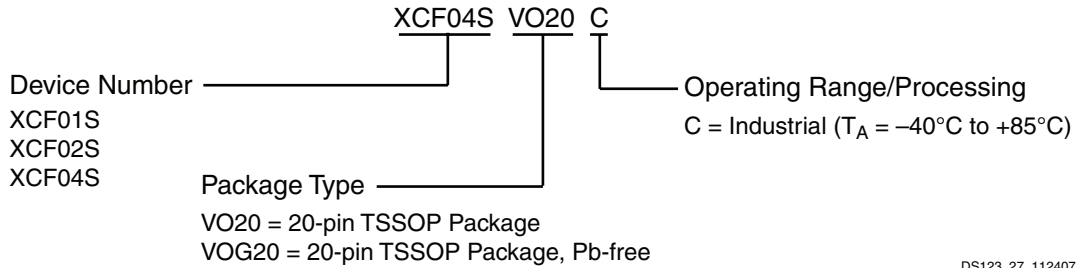 XCF04S VO20 C
Device Number
XCF01S
XCF02S
XCF04S
Operating Range/Processing
C = Industrial (TA = –40°C to +85°C)
Package Type
VO20 = 20-pin TSSOP Package
VOG20 = 20-pin TSSOP Package, Pb-free
DS123_27_112407